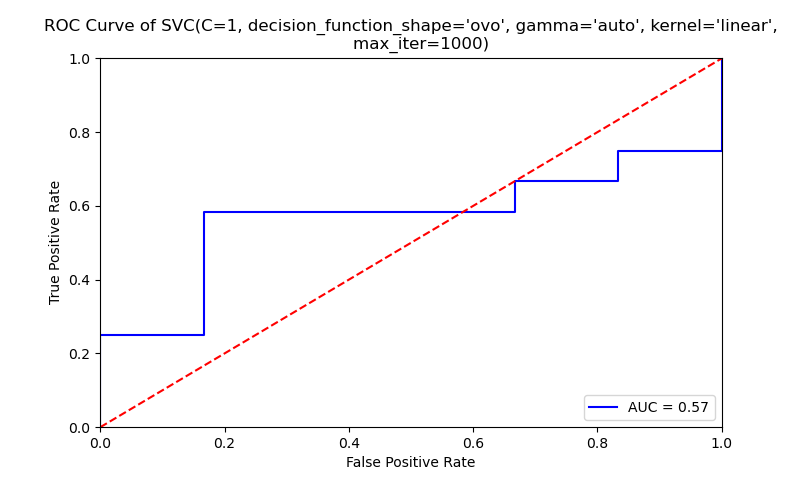 ROC Curve of SVC(C=1, decision_function_shape='ovo', gamma='auto', kernel='linear',
max_iter=1000)
1.0
0.8
0.6
0.4
0.2
0.0
True Positive Rate
AUC = 0.57
0.0 0.2 0.4 0.6 0.8 1.0
False Positive Rate